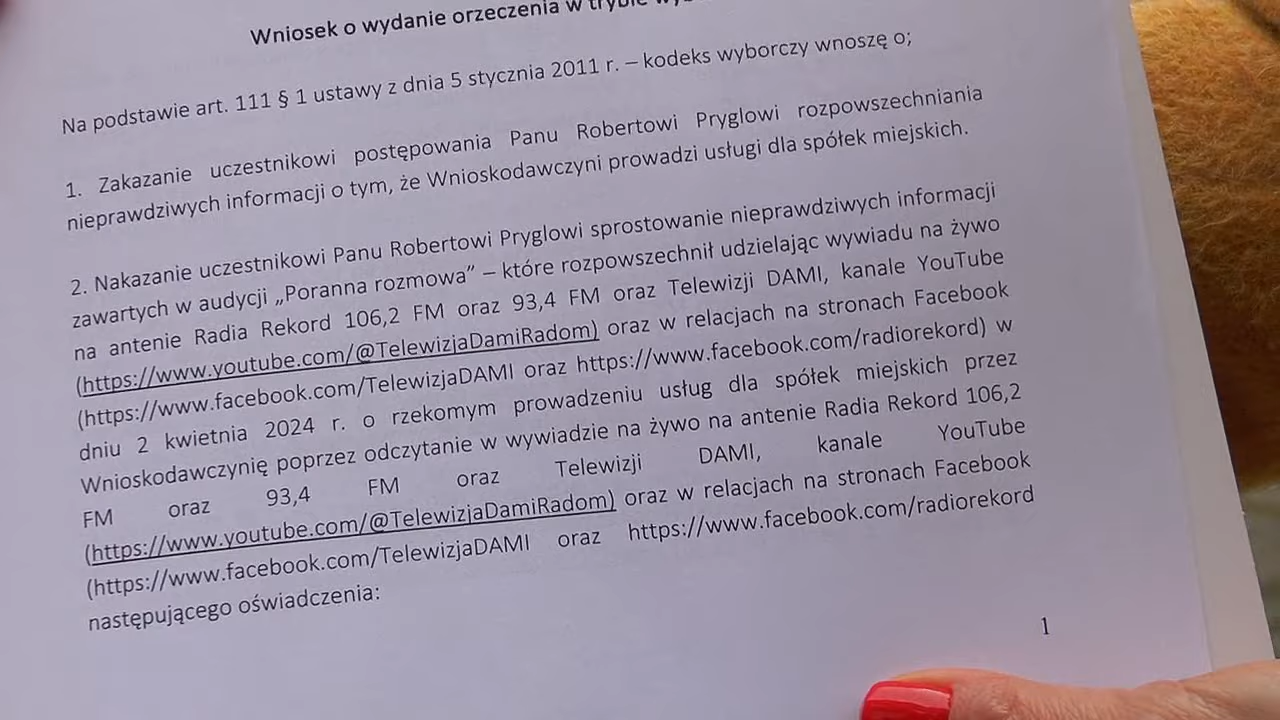 Wniosek o wydanie orzeczenia w trybie
Na podstawie art. 111 § 1 ustawy z dnia 5 stycznia 2011 r. – kodeks wyborczy wnoszę o;
1. Zakazanie uczestnikowi postępowania Panu Robertowi Pryglowi rozpowszechniania
nieprawdziwych informacji o tym, że Wnioskodawczyni prowadzi usługi dla spółek miejskich.
2. Nakazanie uczestnikowi Panu Robertowi Pryglowi sprostowanie nieprawdziwych informacji
zawartych w audycji „Poranna rozmowa” – które rozpowszechnił udzielając wywiadu na żywo
na antenie Radia Rekord 106,2 FM oraz 93,4 FM oraz Telewizji DAMI, kanale YouTube
(https://www.youtube.com/@TelewizjaDamiRadom) oraz w relacjach na stronach Facebook
(https://www.facebook.com/TelewizjaDAMI oraz https://www.facebook.com/radiorekord) w
dniu 2 kwietnia 2024 r. o rzekomym prowadzeniu usług dla spółek miejskich przez
Wnioskodawczynię poprzez odczytanie w wywiadzie na żywo na antenie Radia Rekord 106,2
FM oraz 93,4 FM oraz Telewizji DAMI, kanale YouTube
(https://www.youtube.com/@TelewizjaDamiRadom) oraz w relacjach na stronach Facebook
(https://www.facebook.com/TelewizjaDAMI oraz https://www.facebook.com/radiorekord
następującego oświadczenia:
1